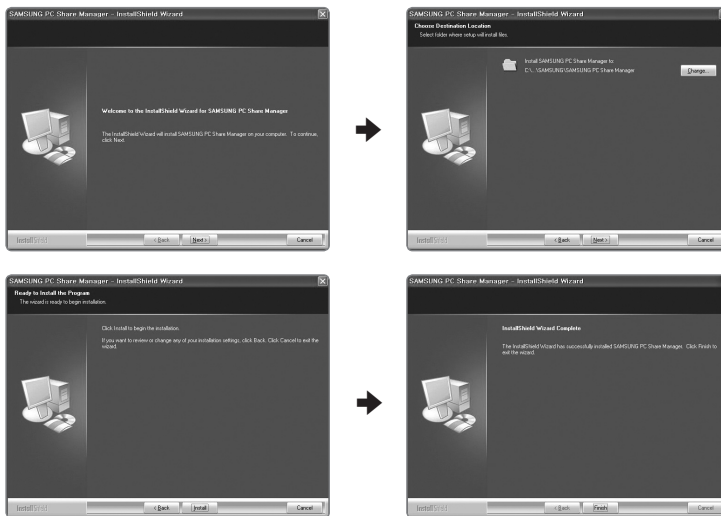 SAMSUNG PC Share Manager - InstallShield Wizard
Welcome to the InstallShield Wizard for SAMSUNG PC Share Manager
The InstallShield Wizard will install SAMSUNG PC Share Manager on your computer. To continue,
click Next.
InstallShield
< Back
Next >
Cancel
SAMSUNG PC Share Manager - InstallShield Wizard
Choose Destination Location
Select folder where setup will install files.
Install SAMSUNG PC Share Manager to:
C:\...\SAMSUNG\SAMSUNG PC Share Manager
Change...
InstallShield
< Back
Next >
Cancel
SAMSUNG PC Share Manager - InstallShield Wizard
Ready to Install the Program
The wizard is ready to begin installation.
Click Install to begin the installation.
If you want to review or change any of your installation settings, click Back. Click Cancel to exit the
wizard.
InstallShield
< Back
Install
Cancel
SAMSUNG PC Share Manager - InstallShield Wizard
InstallShield Wizard Complete
The InstallShield Wizard has successfully installed SAMSUNG PC Share Manager. Click Finish to
exit the wizard.
InstallShield
< Back
Finish
Cancel